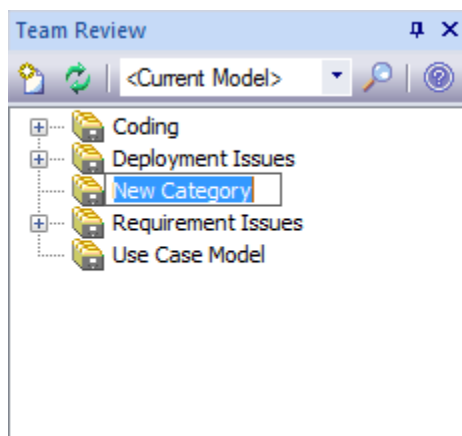 Team Review
<Current Model>
Coding
Deployment Issues
New Category
Requirement Issues
Use Case Model